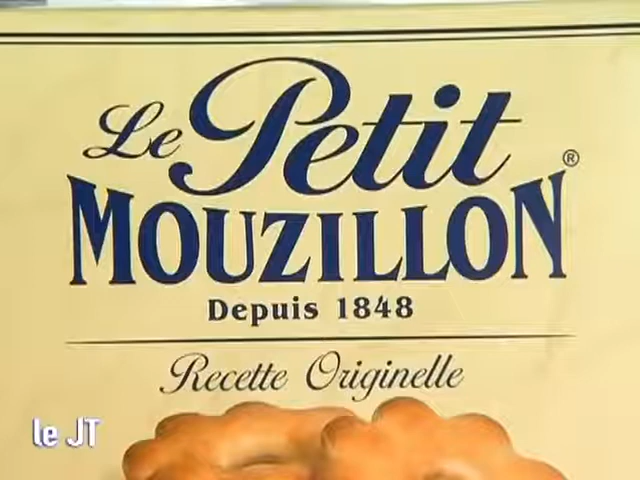 Le Petit
MOUZILLON®
Depuis 1848
Recette Originelle
le JT